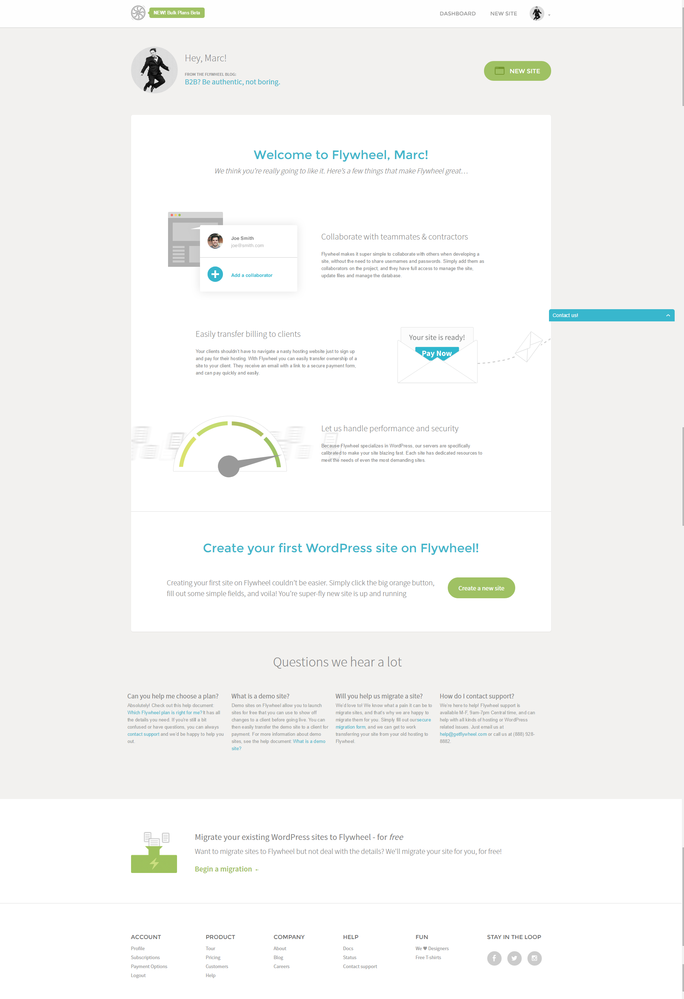 NEW! Bulk Plans Beta
DASHBOARD
NEW SITE
Hey, Marc!
FROM THE FLYWHEEL BLOG:
B2B? Be authentic, not boring.
NEW SITE
Welcome to Flywheel, Marc!
We think you’re really going to like it. Here’s a few things that make Flywheel great…
Joe Smith
joe@smith.com
Add a collaborator
Collaborate with teammates & contractors
Flywheel makes it super simple to collaborate with others when developing a
site, without the need to share usernames and passwords. Simply add them as
collaborators on the project, and they have full access to manage the site,
update files and manage the database.
Contact us!
Easily transfer billing to clients
Your clients shouldn’t have to navigate a nasty hosting website just to sign up
and pay for their hosting. With Flywheel you can easily transfer ownership of a
site to your client. They receive an email with a link to a secure payment form,
and can pay quickly and easily.
Your site is ready!
Pay Now
Let us handle performance and security
Because Flywheel specializes in WordPress, our servers are specifically
calibrated to make your site blazing fast. Each site has dedicated resources to
meet the needs of even the most demanding sites.
Create your first WordPress site on Flywheel!
Creating your first site on Flywheel couldn’t be easier. Simply click the big orange button,
fill out some simple fields, and voila! You’re super-fly new site is up and running
Create a new site
Questions we hear a lot
Can you help me choose a plan?
Absolutely! Check out this help document:
Which Flywheel plan is right for me? It has all
the details you need. If you're still a bit
confused or have questions, you can always
contact support and we’d be happy to help you
out.
What is a demo site?
Demo sites on Flywheel allow you to launch
sites for free that you can use to show off
changes to a client before going live. You can
then easily transfer the demo site to a client for
payment. For more information about demo
sites, see the help document: What is a demo
site?
Will you help us migrate a site?
We’d love to! We know what a pain it can be to
migrate sites, and that’s why we are happy to
migrate them for you. Simply fill out oursecure
migration form, and we can get to work
transferring your site from your old hosting to
Flywheel.
How do I contact support?
We’re here to help! Flywheel support is
available M-F, 9am-7pm Central time, and can
help with all kinds of hosting or WordPress
related issues. Just email us at
help@getflywheel.com or call us at (888) 928-
8882.
Migrate your existing WordPress sites to Flywheel - for free
Want to migrate sites to Flywheel but not deal with the details? We'll migrate your site for you, for free!
Begin a migration
ACCOUNT
Profile
Subscriptions
Payment Options
Logout
PRODUCT
Tour
Pricing
Customers
Help
COMPANY
About
Blog
Careers
HELP
Docs
Status
Contact support
FUN
We ♥ Designers
Free T-shirts
STAY IN THE LOOP